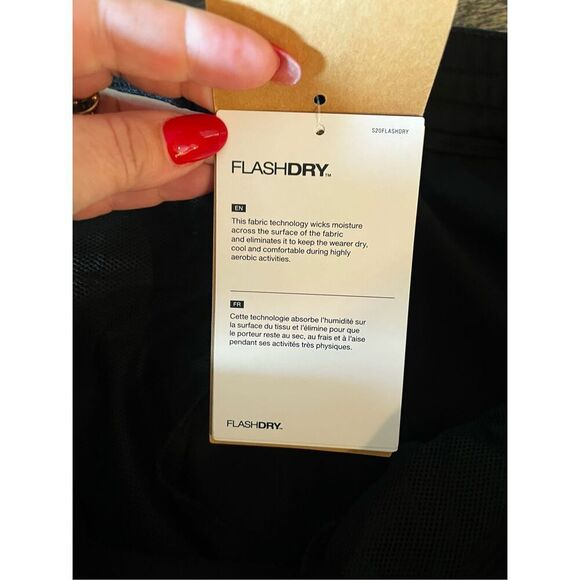 S20FLASHDRY
FLASHDRY™
EN
This fabric technology wicks moisture
across the surface of the fabric
and eliminates it to keep the wearer dry,
cool and comfortable during highly
aerobic activities.
FR
Cette technologie absorbe l'humidité sur
la surface du tissu et l'élimine pour que
le porteur reste au sec, au frais et à l'aise
pendant ses activités très physiques.
FLASHDRY™